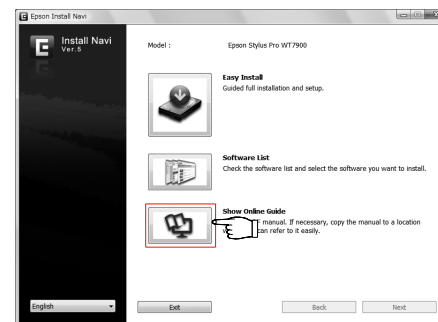 Epson Install Navi
Install Navi
Ver.5
Model :
Epson Stylus Pro WT7900
Easy Install
Guided full installation and setup.
Software List
Check the software list and select the software you want to install.
Show Online Guide
manual. If necessary, copy the manual to a location
can refer to it easily.
English
Exit
Back
Next